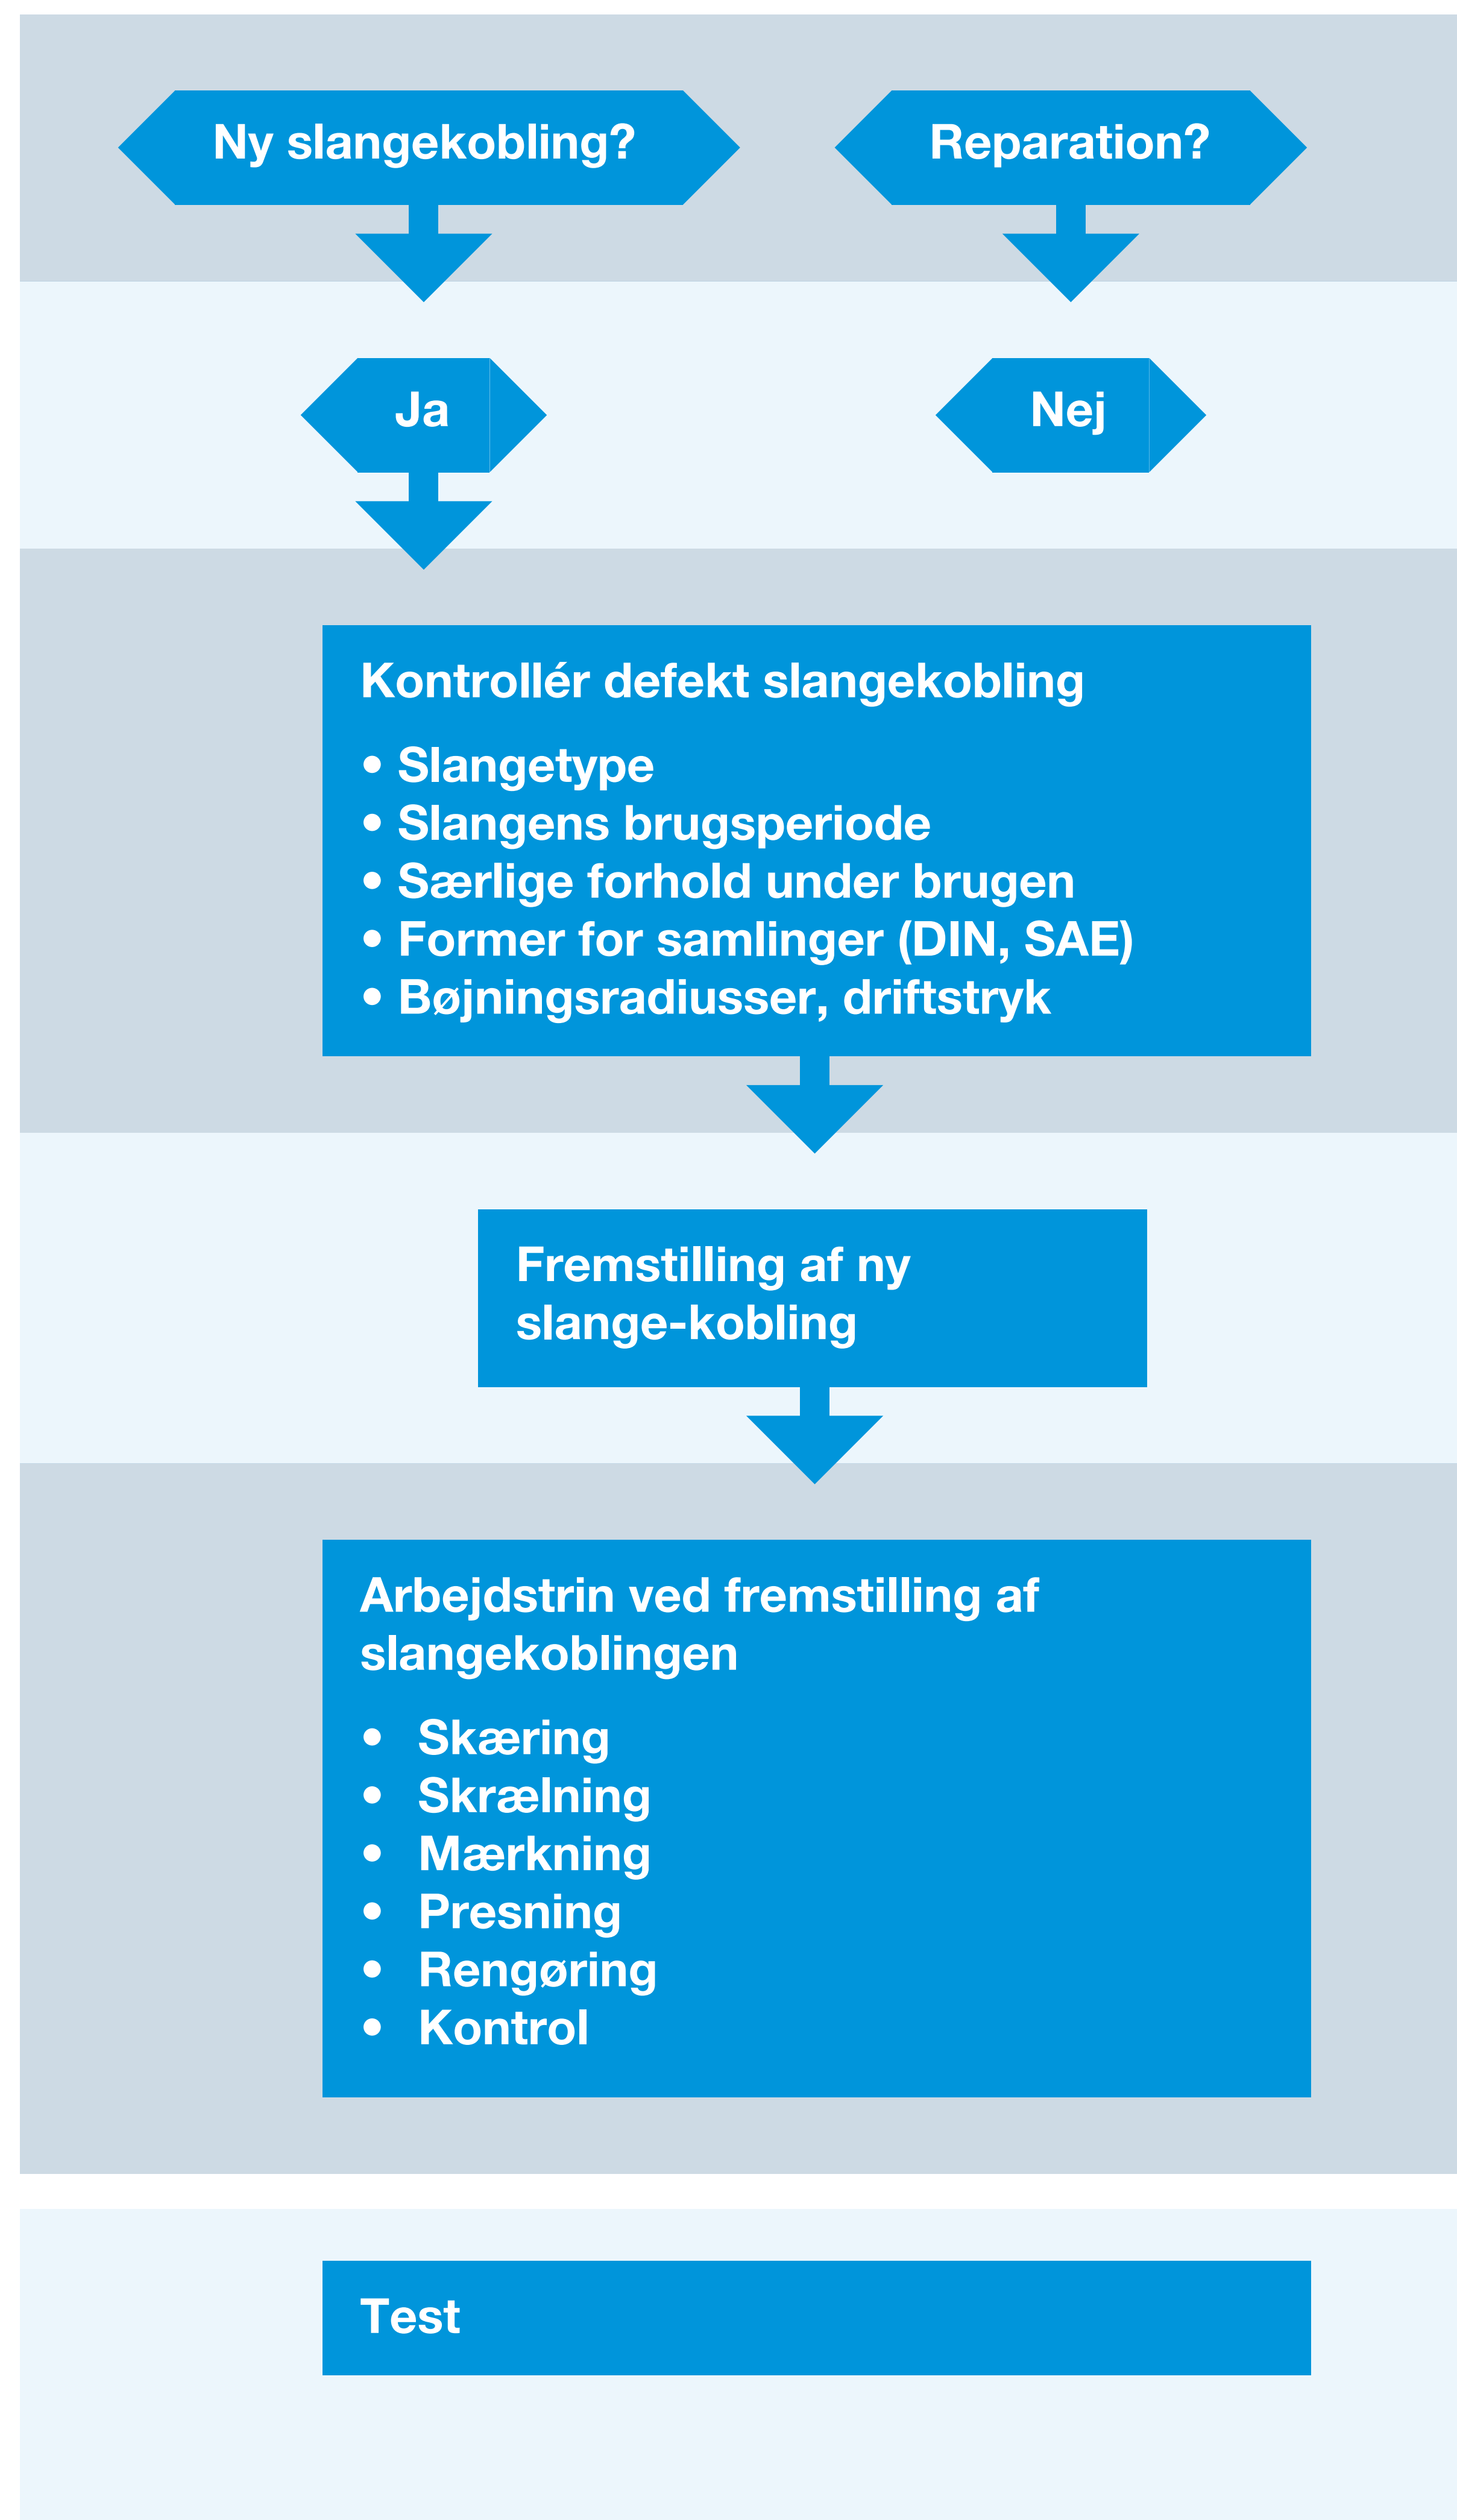 Ny slangekobling?
Reparation?
Ja
Nej
Kontrollér defekt slangekobling
• Slangetype
• Slangens brugsperiode
• Særlige forhold under brugen
• Former for samlinger (DIN, SAE)
• Bøjningsradiusser, driftstryk
Fremstilling af ny
slange-kobling
Arbejdstrin ved fremstilling af
slangekoblingen
• Skæring
• Skrælning
• Mærkning
• Presning
• Rengøring
• Kontrol
Test